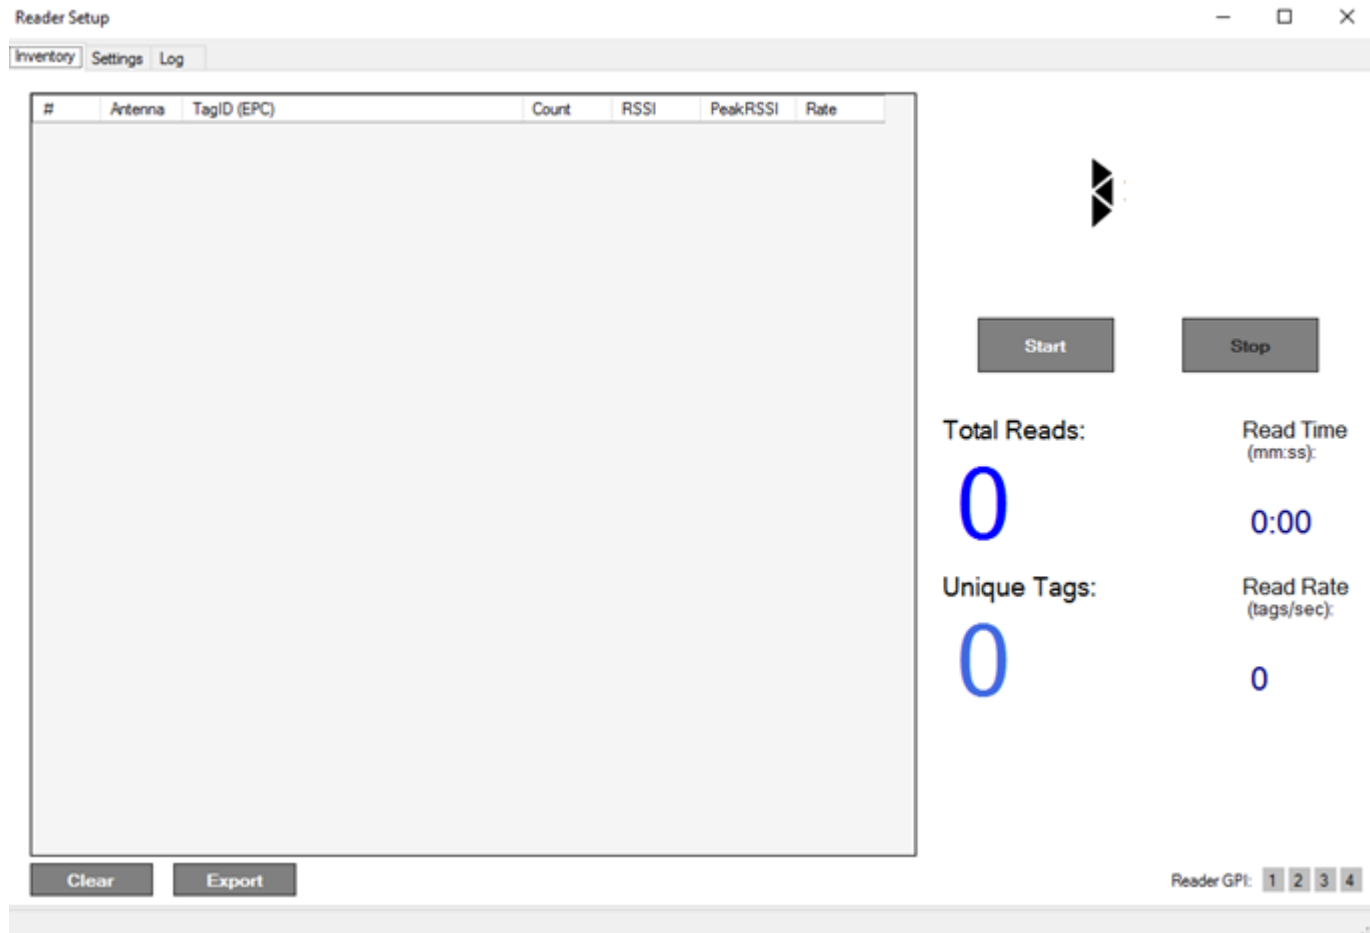 Reader Setup
Inventory Settings Log
# Antenna TagID (EPC) Count RSSI PeakRSSI Rate
Start Stop
Total Reads: Read Time
(mm:ss):
0 0:00
Unique Tags: Read Rate
(tags/sec):
0 0
Clear Export Reader GPI: 1 2 3 4